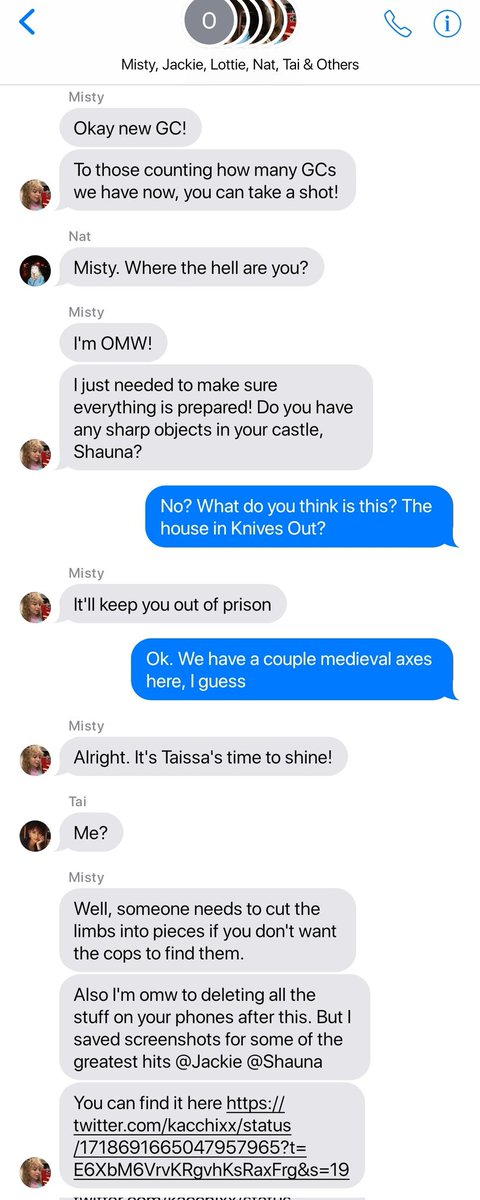 O
Misty, Jackie, Lottie, Nat, Tai & Others
Misty
Okay new GC!
To those counting how many GCs
we have now, you can take a shot!
Nat
Misty. Where the hell are you?
Misty
I'm OMW!
I just needed to make sure
everything is prepared! Do you have
any sharp objects in your castle,
Shauna?
No? What do you think is this? The
house in Knives Out?
Misty
It'll keep you out of prison
Ok. We have a couple medieval axes
here, I guess
Misty
Alright. It's Taissa's time to shine!
Tai
Me?
Misty
Well, someone needs to cut the
limbs into pieces if you don't want
the cops to find them.
Also I'm omw to deleting all the
stuff on your phones after this. But I
saved screenshots for some of the
greatest hits @Jackie @Shauna
You can find it here https://
twitter.com/kacchixx/status
/1718691665047957965?t=
E6XbM6VrvKRgvhKsRaxFrg&s=19
twitter.com/kacchixx/status